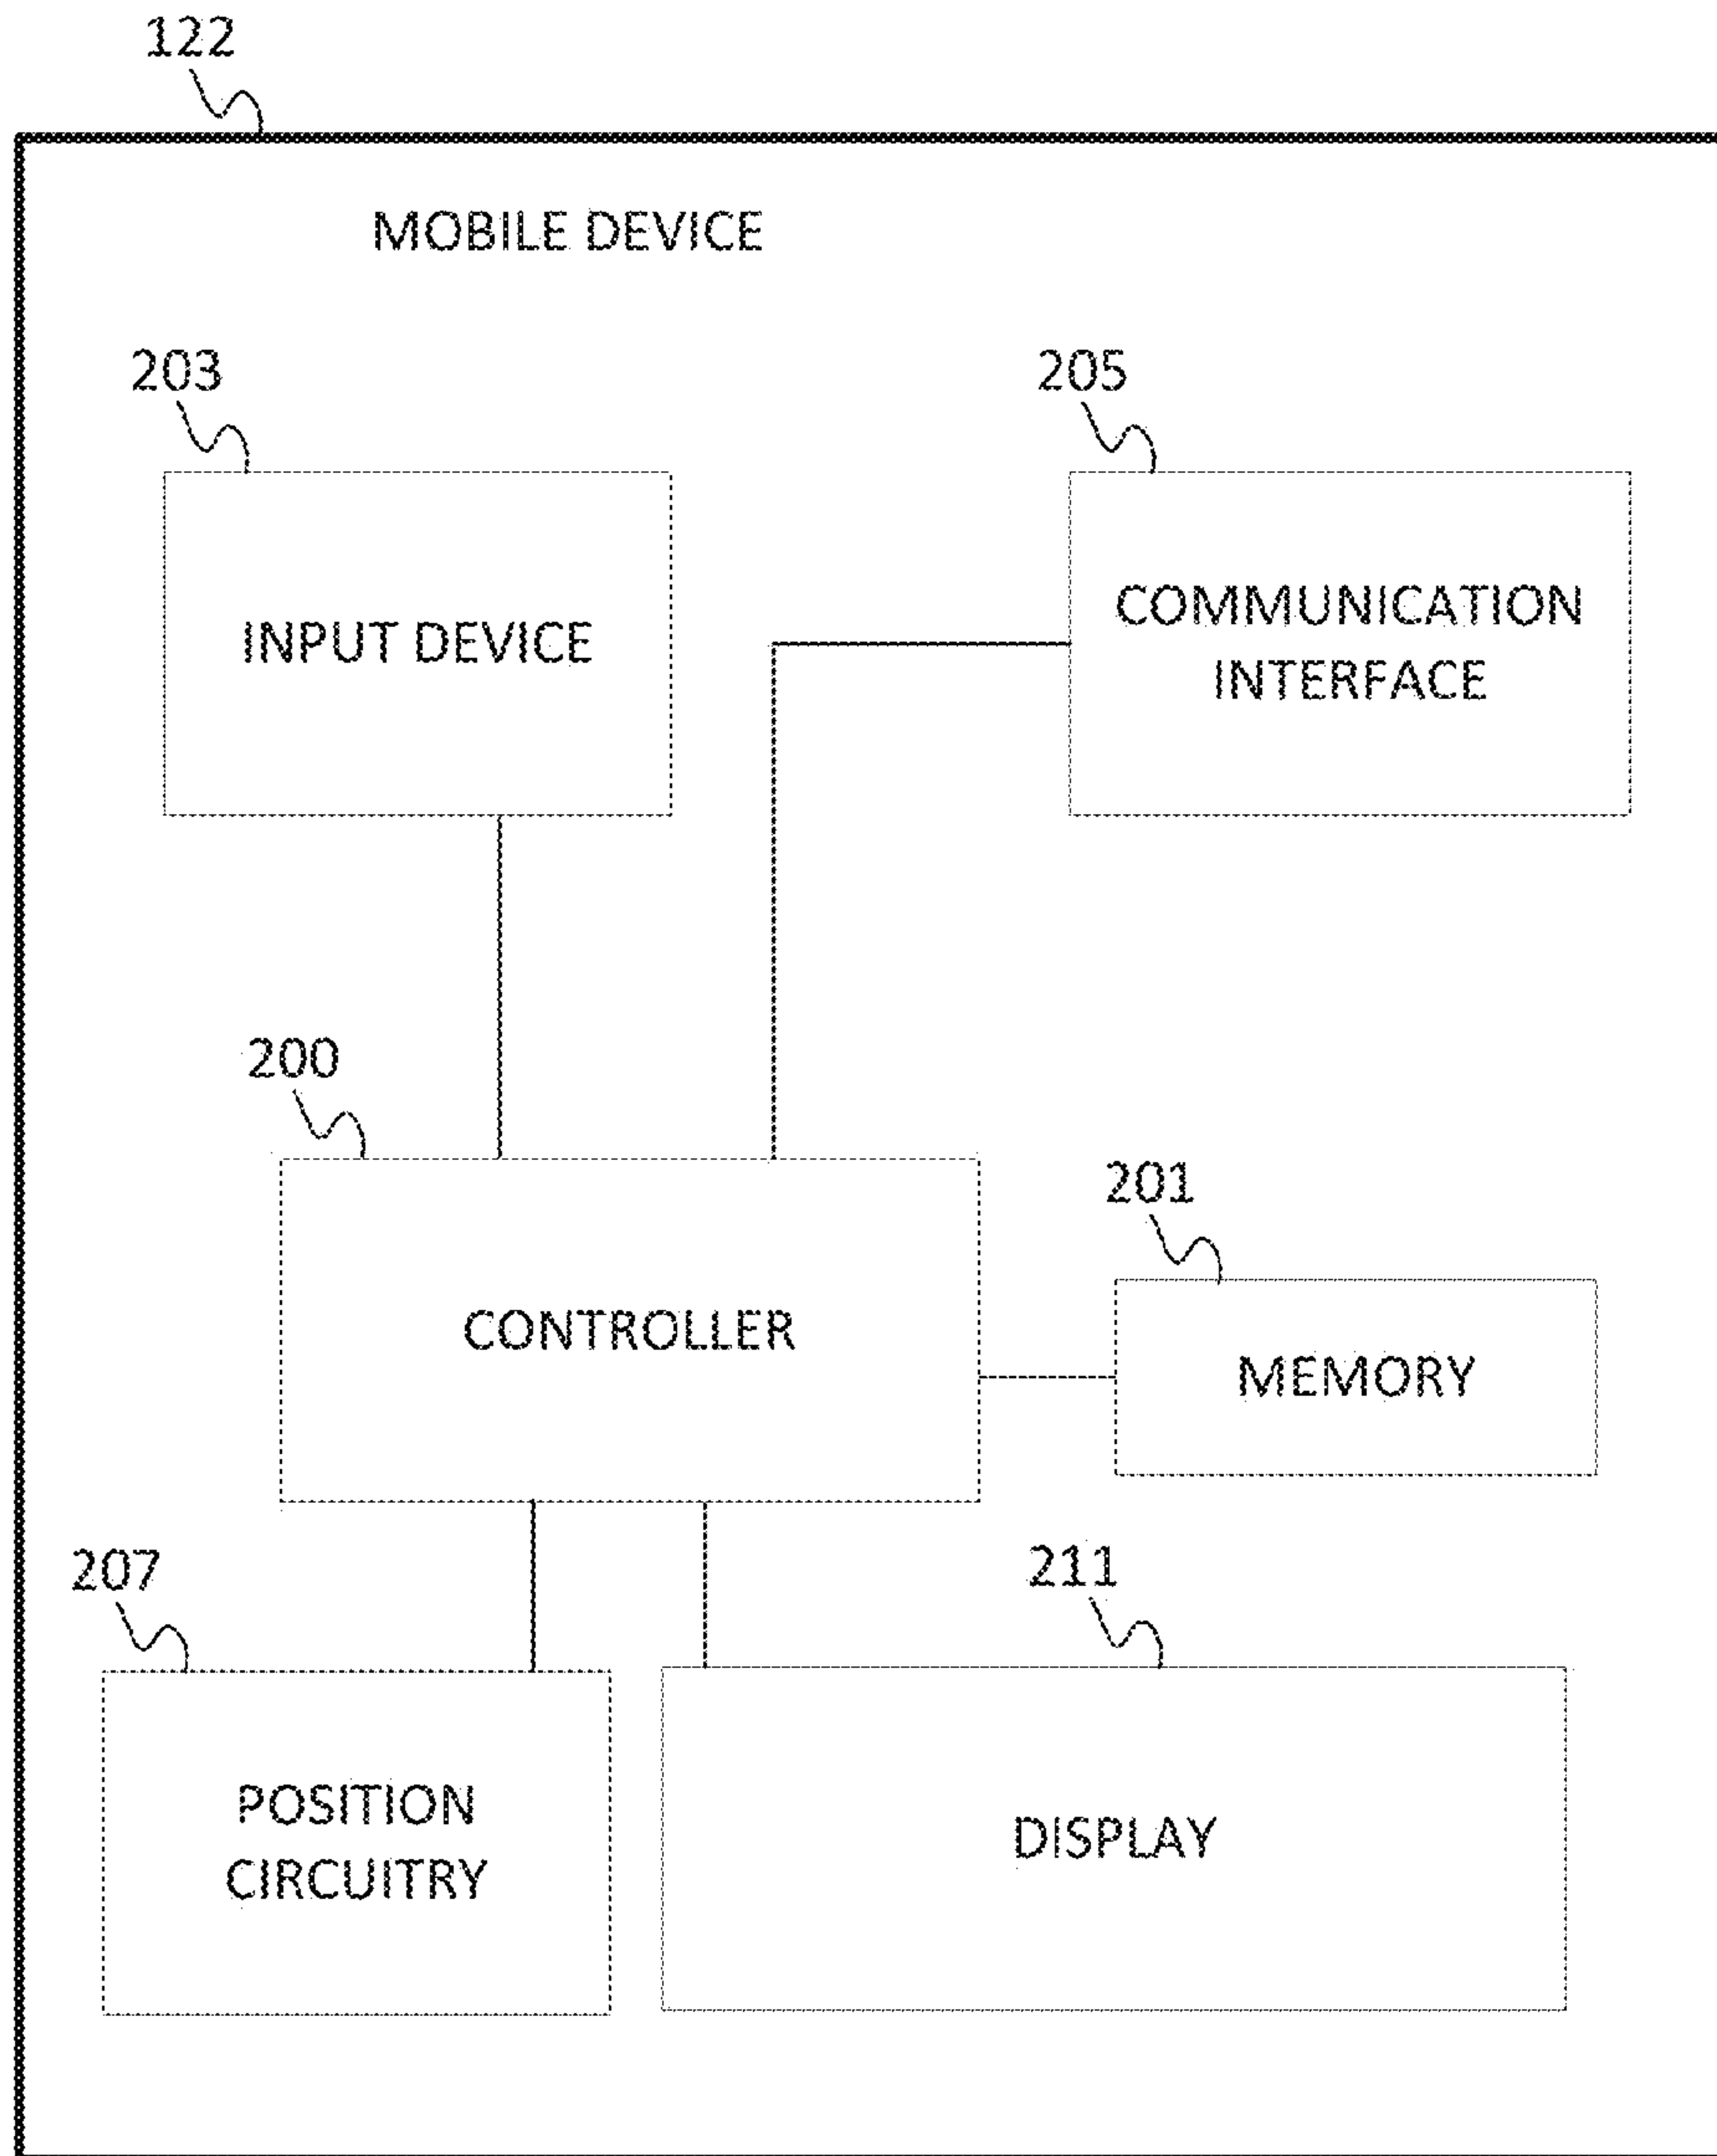 122
MOBILE DEVICE
203
205
INPUT DEVICE
COMMUNICATION
INTERFACE
200
201
CONTROLLER
MEMORY
207
211
POSITION
CIRCUITRY
DISPLAY